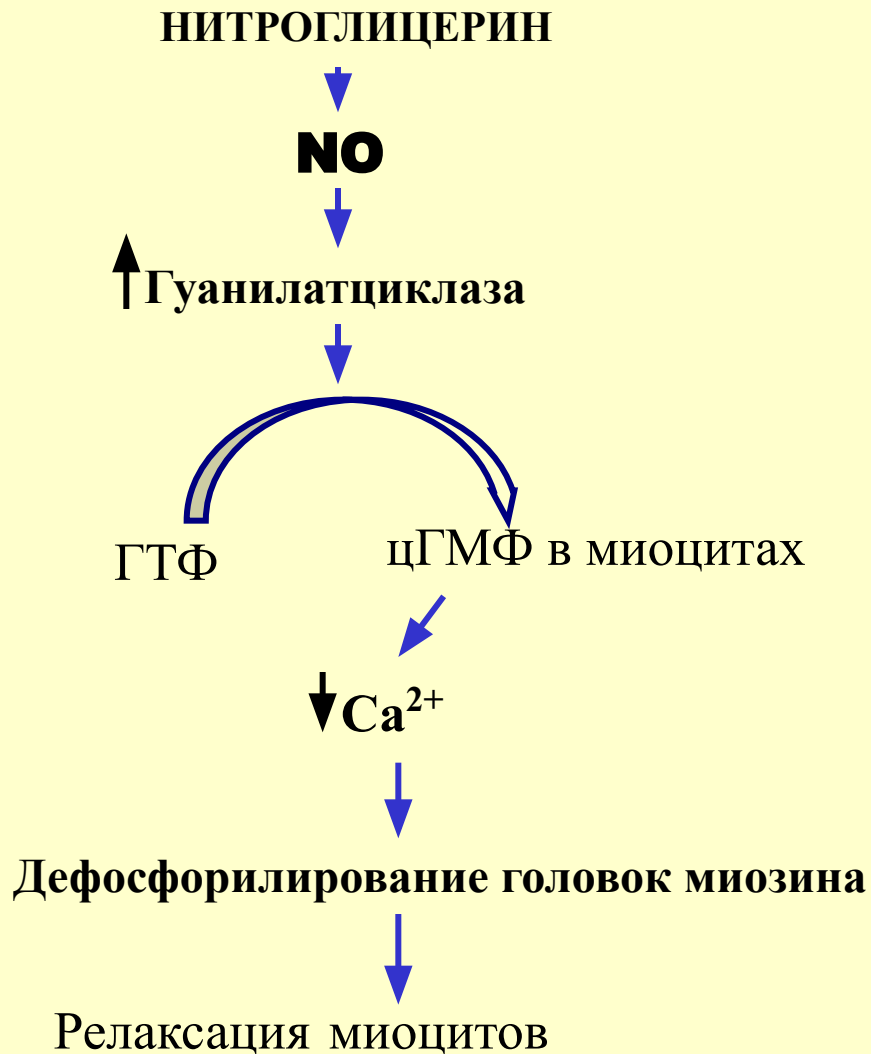 НИТРОГЛИЦЕРИН
NO
Гуанилатциклаза
ГТФ
цГМФ в миоцитах
Ca²⁺
Дефосфорилирование головок миозина
Релаксация миоцитов